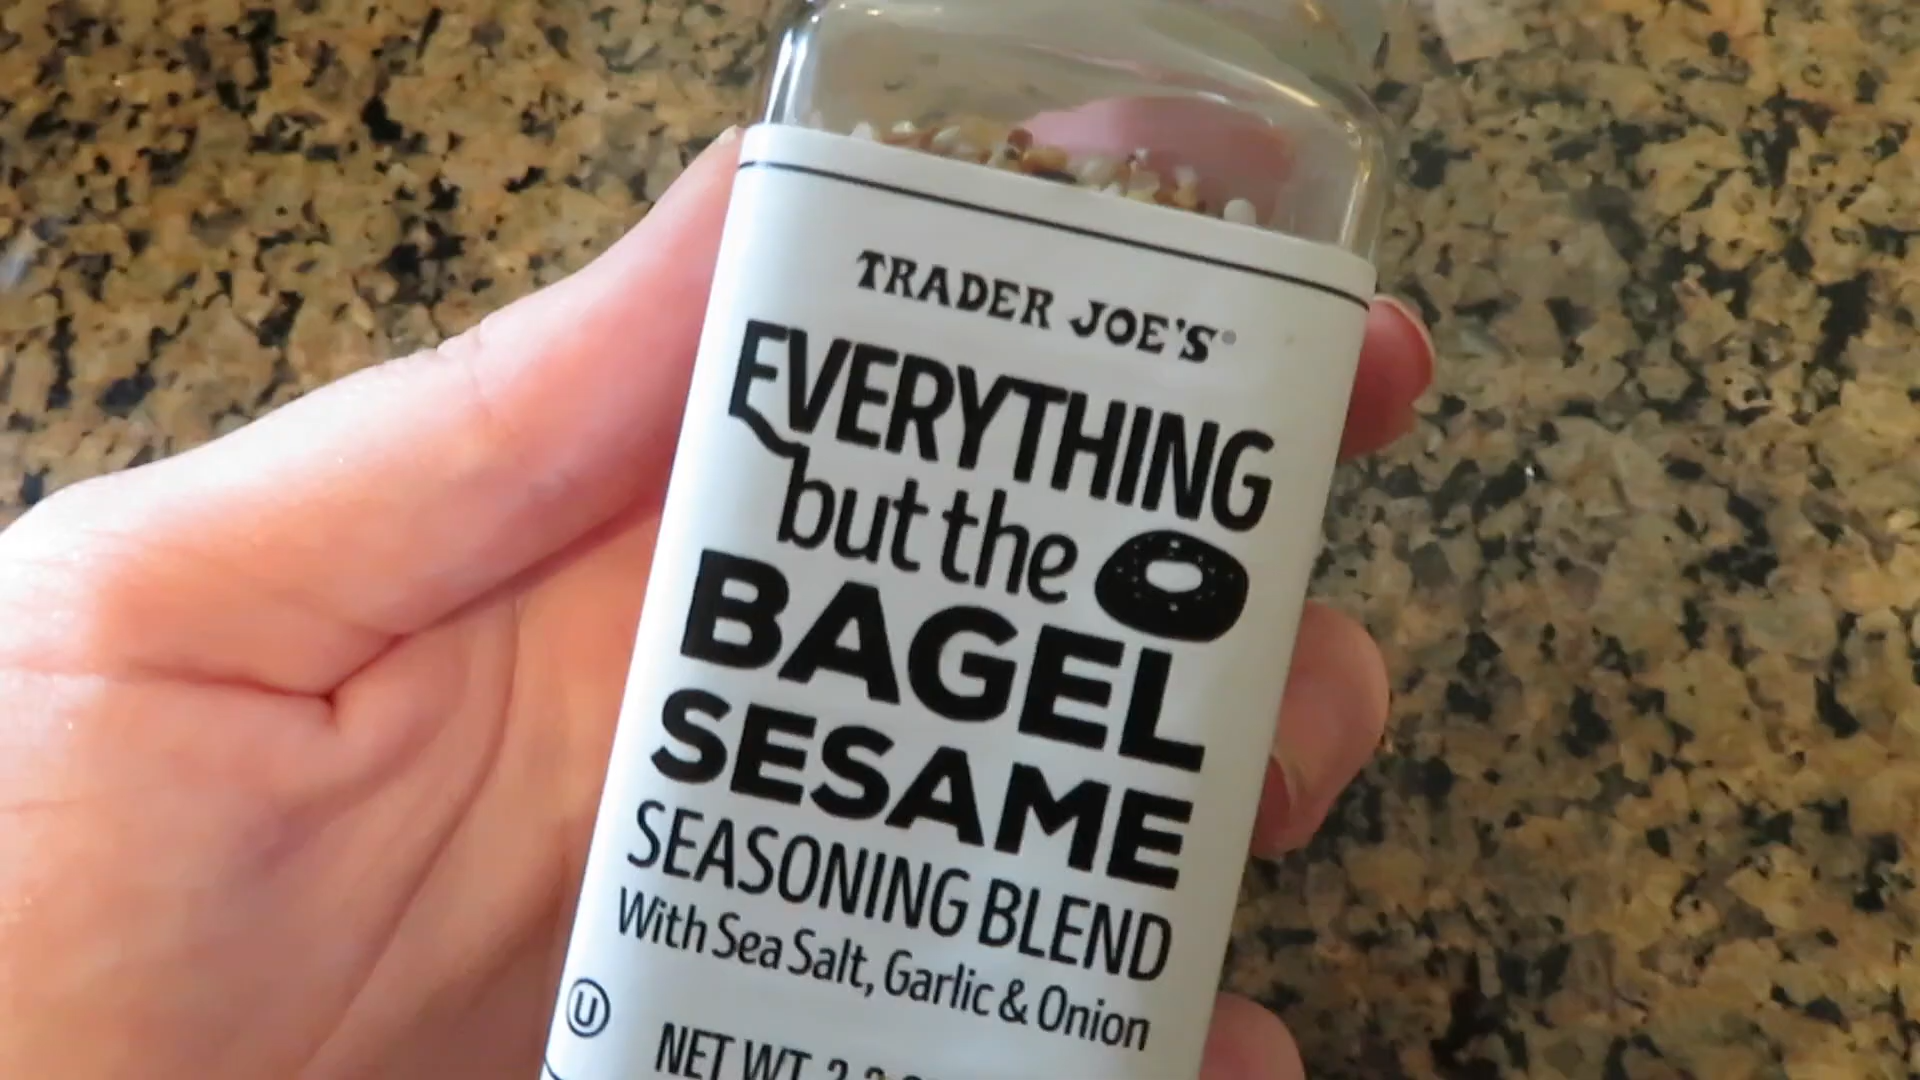 TRADER JOE'S®
EVERYTHING
but the
BAGEL
SESAME
SEASONING BLEND
With Sea Salt, Garlic & Onion
U
NET WT.